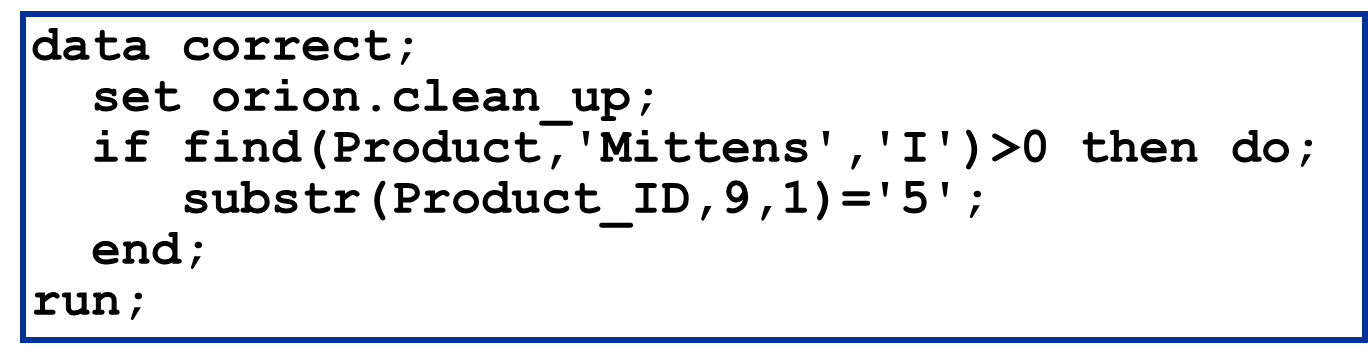 data correct;
set orion.clean_up;
if find(Product,'Mittens','I')>0 then do;
substr(Product_ID,9,1)='5';
end;
run;